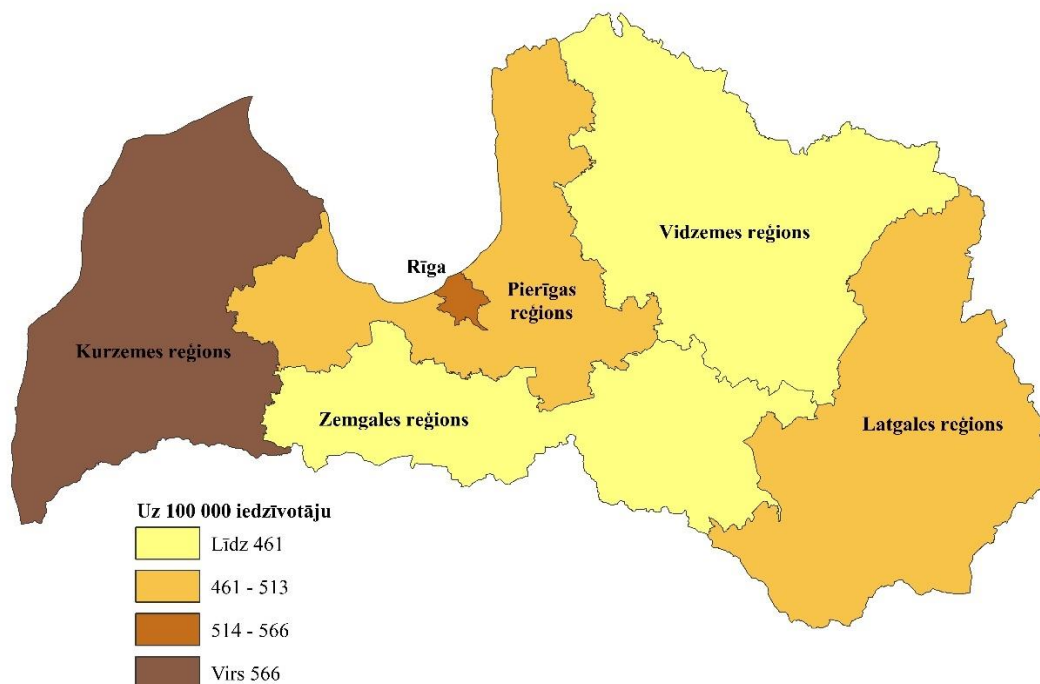 Vidzemes reģions
Rīga
Pierīgas
reģions
Kurzemes reģions
Zemgales reģions
Latgales reģions
Uz 100 000 iedzīvotāju
Līdz 461
461 - 513
514 - 566
Virs 566